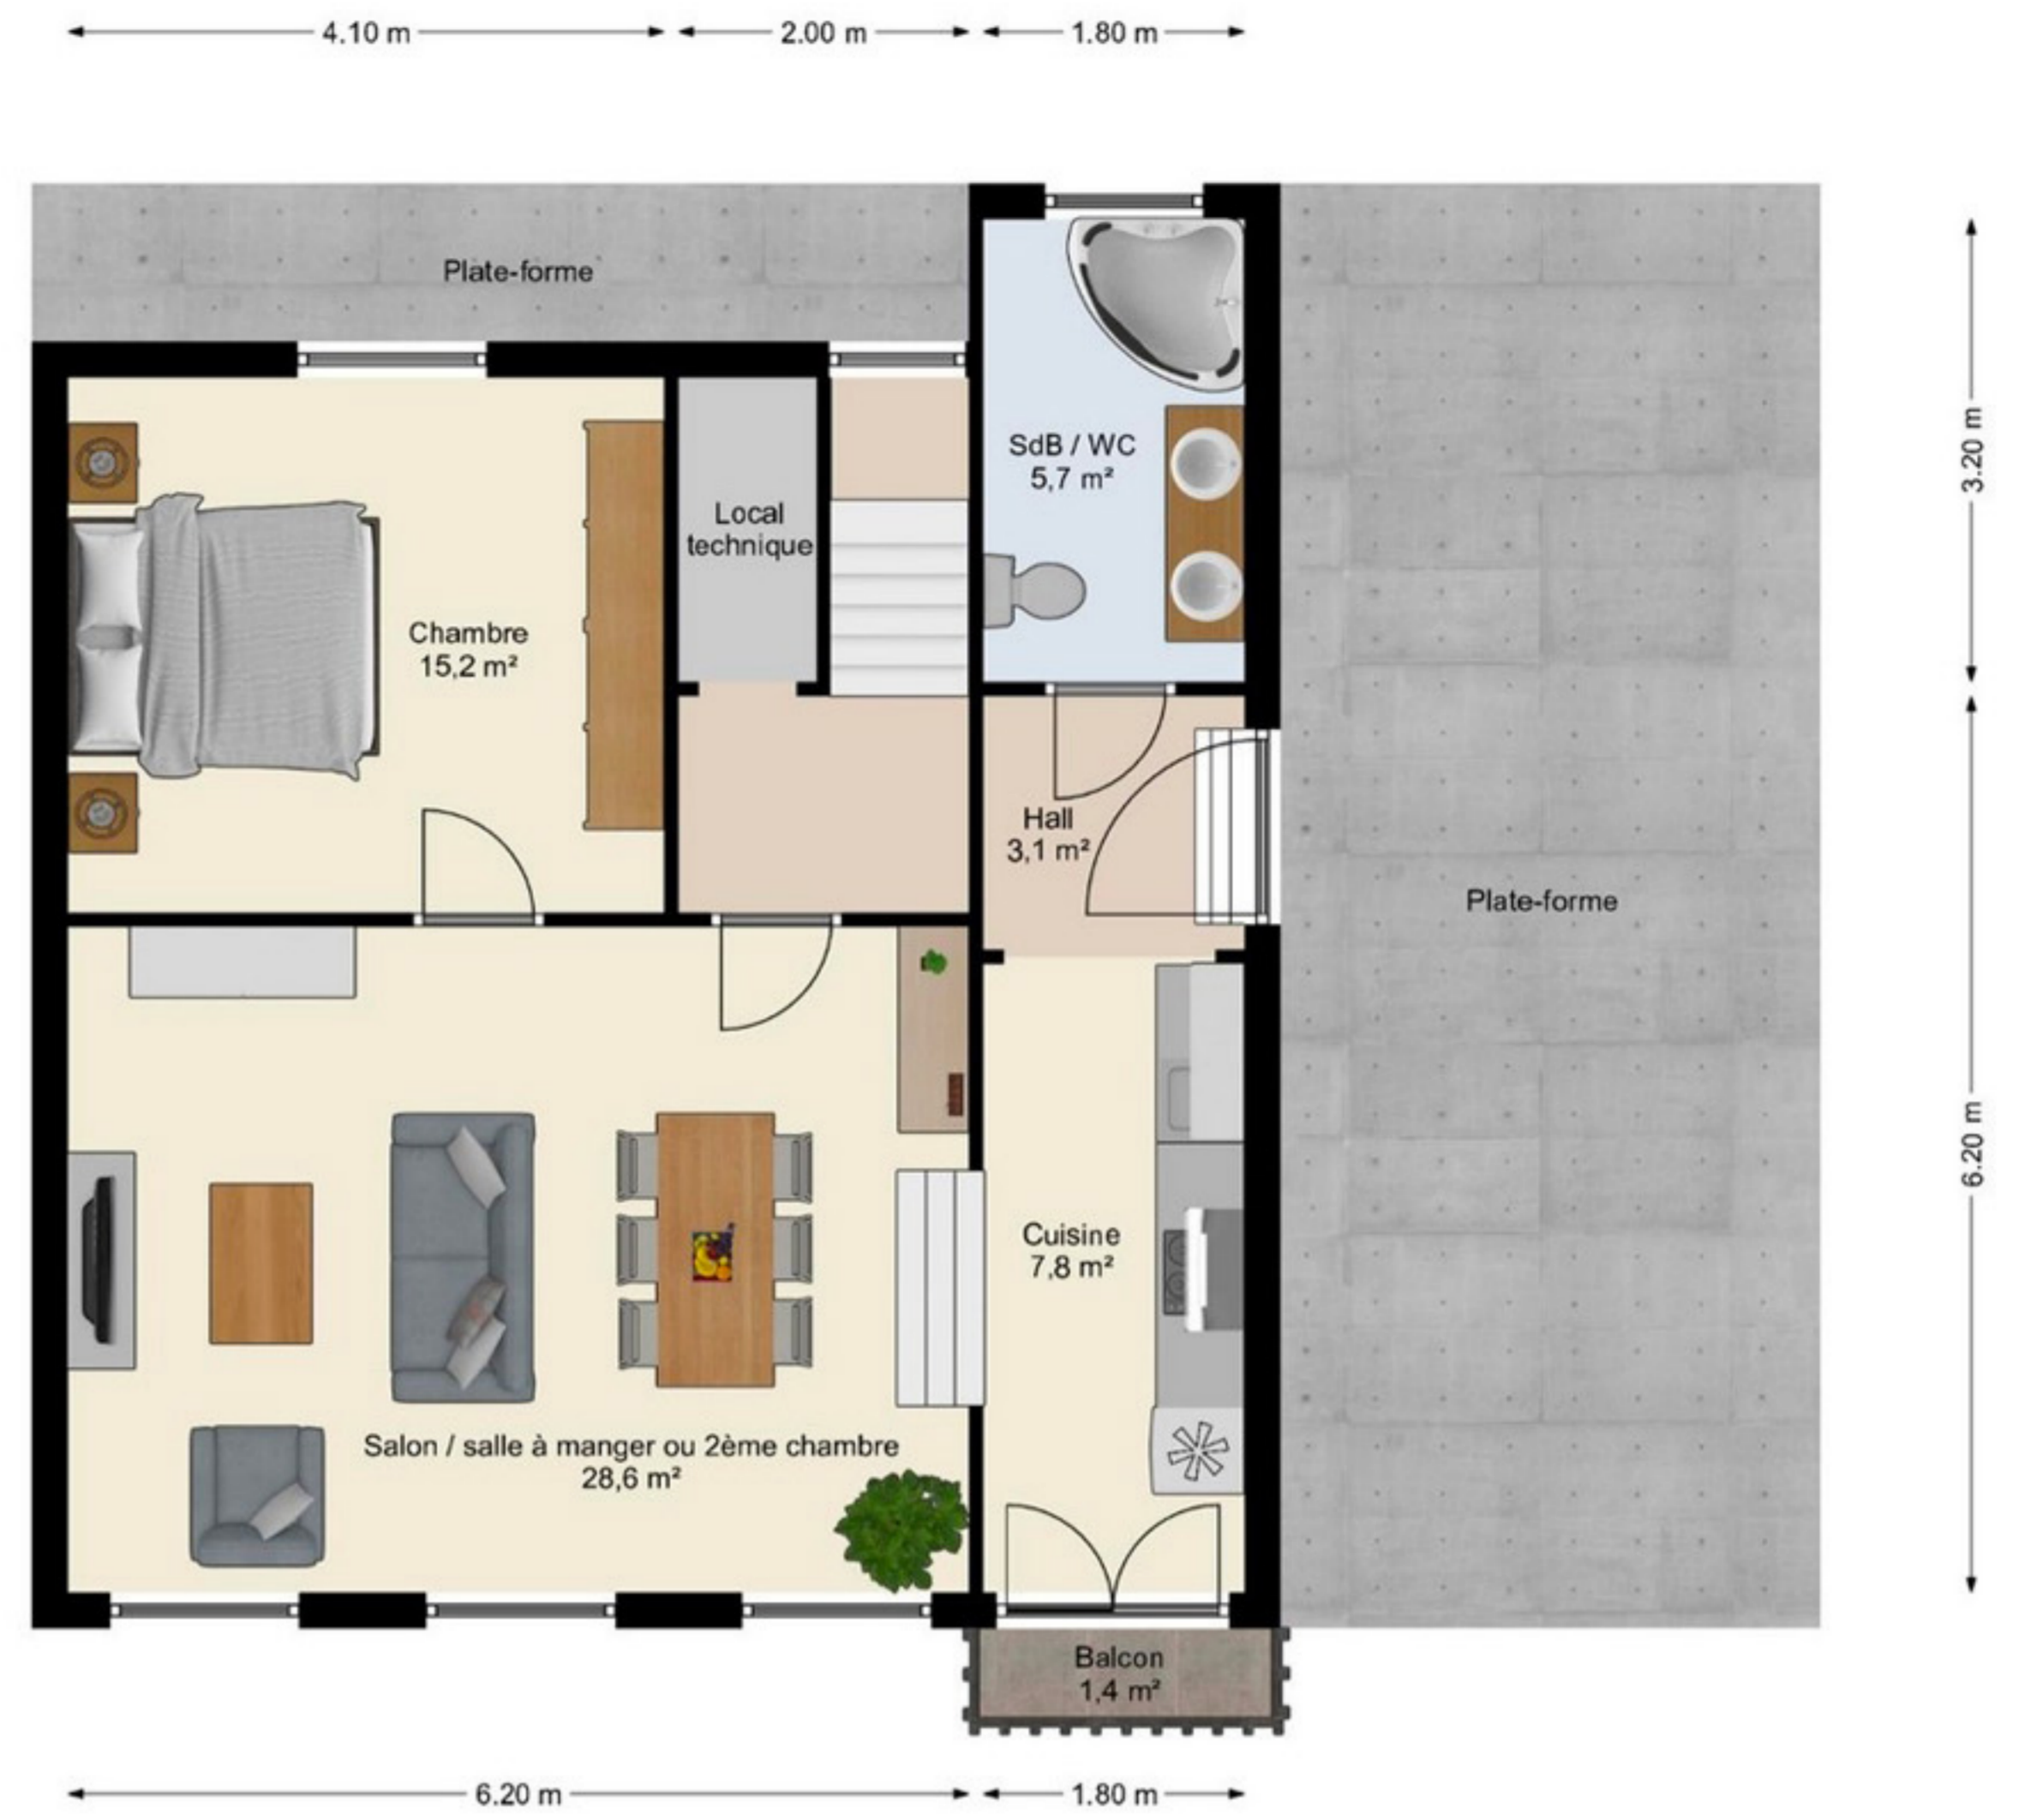 4.10 m
2.00 m
1.80 m
Plate-forme
SdB / WC
5,7 m²
3.20 m
Local
technique
Chambre
15,2 m²
Hall
3,1 m²
Plate-forme
6.20 m
Cuisine
7,8 m²
Salon / salle à manger ou 2ème chambre
28,6 m²
Balcon
1,4 m²
6.20 m
1.80 m